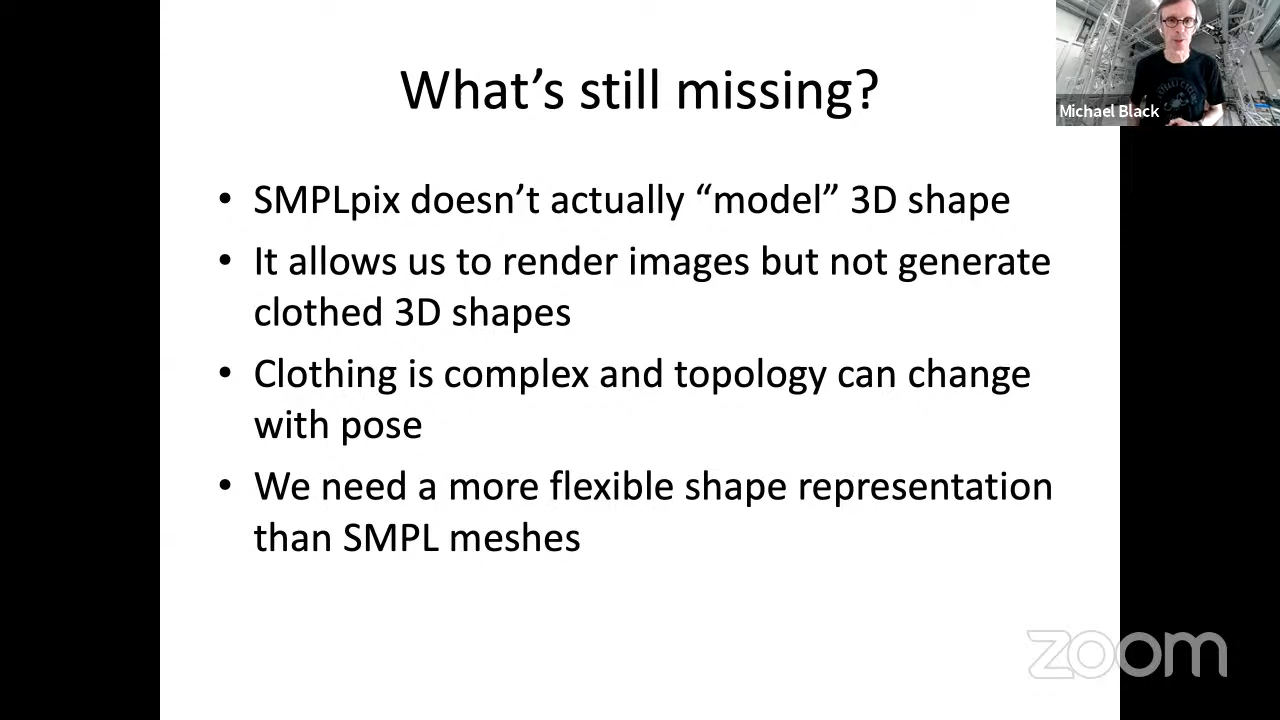 What’s still missing?
Michael Black
• SMPLpix doesn’t actually “model” 3D shape
• It allows us to render images but not generate
clothed 3D shapes
• Clothing is complex and topology can change
with pose
• We need a more flexible shape representation
than SMPL meshes
zoom